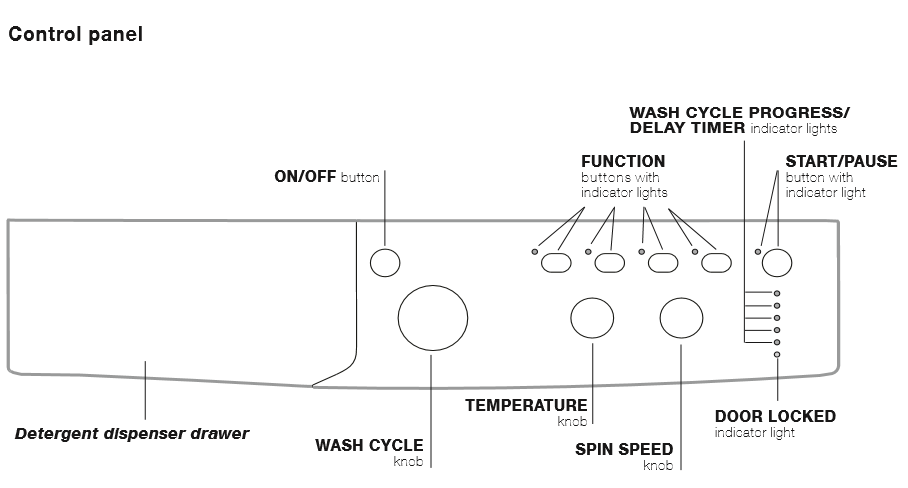 Control panel
WASH CYCLE PROGRESS/
DELAY TIMER indicator lights
ON/OFF button
FUNCTION
buttons with
indicator lights
START/PAUSE
button with
indicator light
Detergent dispenser drawer
WASH CYCLE
knob
TEMPERATURE
knob
SPIN SPEED
knob
DOOR LOCKED
indicator light